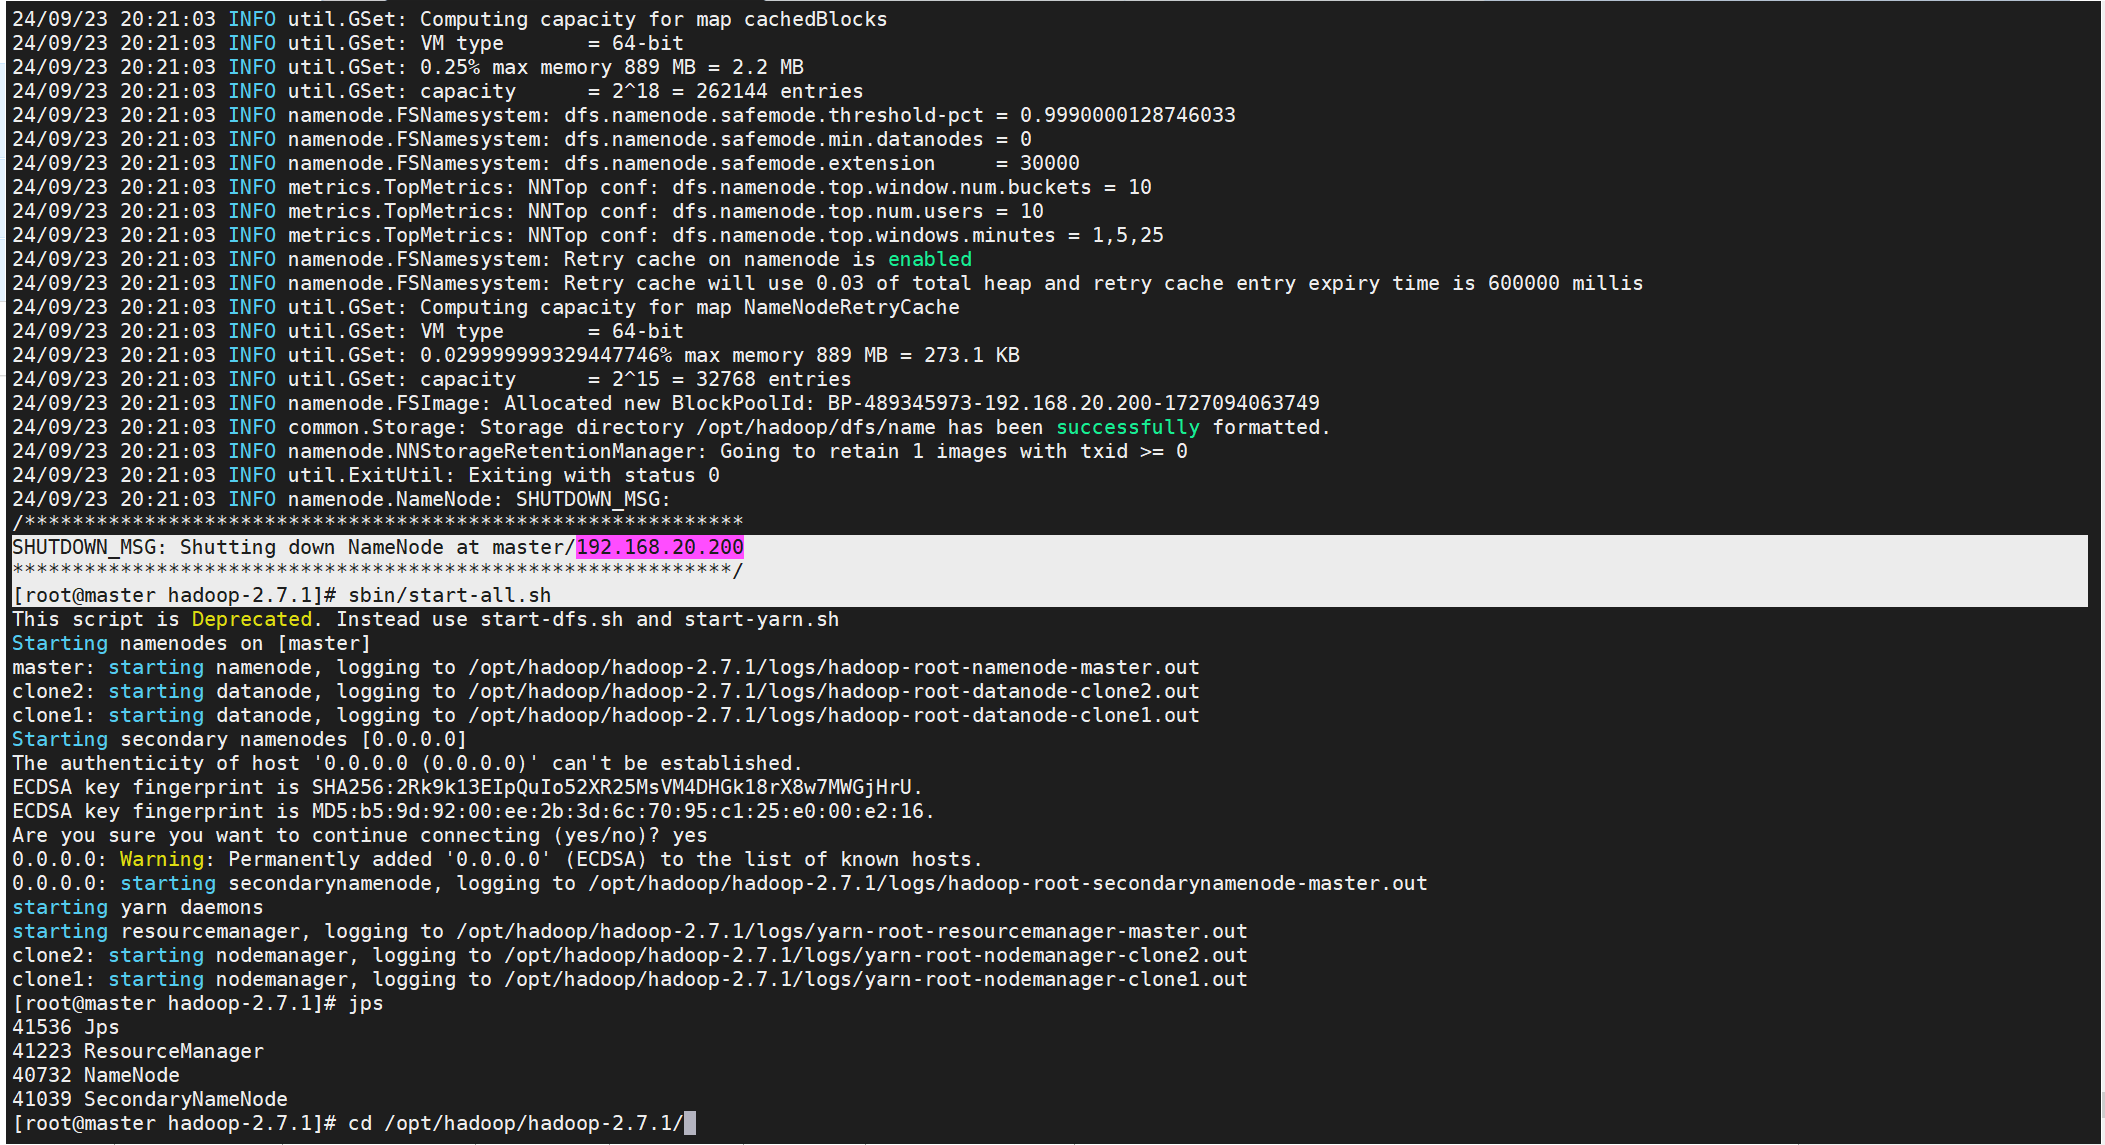 24/09/23 20:21:03 INFO util.GSet: Computing capacity for map cachedBlocks
24/09/23 20:21:03 INFO util.GSet: VM type       = 64-bit
24/09/23 20:21:03 INFO util.GSet: 0.25% max memory 889 MB = 2.2 MB
24/09/23 20:21:03 INFO util.GSet: capacity      = 2^18 = 262144 entries
24/09/23 20:21:03 INFO namenode.FSNamesystem: dfs.namenode.safemode.threshold-pct = 0.9990000128746033
24/09/23 20:21:03 INFO namenode.FSNamesystem: dfs.namenode.safemode.min.datanodes = 0
24/09/23 20:21:03 INFO namenode.FSNamesystem: dfs.namenode.safemode.extension     = 30000
24/09/23 20:21:03 INFO metrics.TopMetrics: NNTop conf: dfs.namenode.top.window.num.buckets = 10
24/09/23 20:21:03 INFO metrics.TopMetrics: NNTop conf: dfs.namenode.top.num.users = 10
24/09/23 20:21:03 INFO metrics.TopMetrics: NNTop conf: dfs.namenode.top.windows.minutes = 1,5,25
24/09/23 20:21:03 INFO namenode.FSNamesystem: Retry cache on namenode is enabled
24/09/23 20:21:03 INFO namenode.FSNamesystem: Retry cache will use 0.03 of total heap and retry cache entry expiry time is 600000 millis
24/09/23 20:21:03 INFO util.GSet: Computing capacity for map NameNodeRetryCache
24/09/23 20:21:03 INFO util.GSet: VM type       = 64-bit
24/09/23 20:21:03 INFO util.GSet: 0.029999999329447746% max memory 889 MB = 273.1 KB
24/09/23 20:21:03 INFO util.GSet: capacity      = 2^15 = 32768 entries
24/09/23 20:21:03 INFO namenode.FSImage: Allocated new BlockPoolId: BP-489345973-192.168.20.200-1727094063749
24/09/23 20:21:03 INFO common.Storage: Storage directory /opt/hadoop/dfs/name has been successfully formatted.
24/09/23 20:21:03 INFO namenode.NNStorageRetentionManager: Going to retain 1 images with txid >= 0
24/09/23 20:21:03 INFO util.ExitUtil: Exiting with status 0
24/09/23 20:21:03 INFO namenode.NameNode: SHUTDOWN_MSG:
/************************************************************
SHUTDOWN_MSG: Shutting down NameNode at master/192.168.20.200
************************************************************/
[root@master hadoop-2.7.1]# sbin/start-all.sh
This script is Deprecated. Instead use start-dfs.sh and start-yarn.sh
Starting namenodes on [master]
master: starting namenode, logging to /opt/hadoop/hadoop-2.7.1/logs/hadoop-root-namenode-master.out
clone2: starting datanode, logging to /opt/hadoop/hadoop-2.7.1/logs/hadoop-root-datanode-clone2.out
clone1: starting datanode, logging to /opt/hadoop/hadoop-2.7.1/logs/hadoop-root-datanode-clone1.out
Starting secondary namenodes [0.0.0.0]
The authenticity of host '0.0.0.0 (0.0.0.0)' can't be established.
ECDSA key fingerprint is SHA256:2Rk9k13EIpQuIo52XR25MsVM4DHGk18rX8w7MWGjHrU.
ECDSA key fingerprint is MD5:b5:9d:92:00:ee:2b:3d:6c:70:95:c1:25:e0:00:e2:16.
Are you sure you want to continue connecting (yes/no)? yes
0.0.0.0: Warning: Permanently added '0.0.0.0' (ECDSA) to the list of known hosts.
0.0.0.0: starting secondarynamenode, logging to /opt/hadoop/hadoop-2.7.1/logs/hadoop-root-secondarynamenode-master.out
starting yarn daemons
starting resourcemanager, logging to /opt/hadoop/hadoop-2.7.1/logs/yarn-root-resourcemanager-master.out
clone2: starting nodemanager, logging to /opt/hadoop/hadoop-2.7.1/logs/yarn-root-nodemanager-clone2.out
clone1: starting nodemanager, logging to /opt/hadoop/hadoop-2.7.1/logs/yarn-root-nodemanager-clone1.out
[root@master hadoop-2.7.1]# jps
41536 Jps
41223 ResourceManager
40732 NameNode
41039 SecondaryNameNode
[root@master hadoop-2.7.1]# cd /opt/hadoop/hadoop-2.7.1/